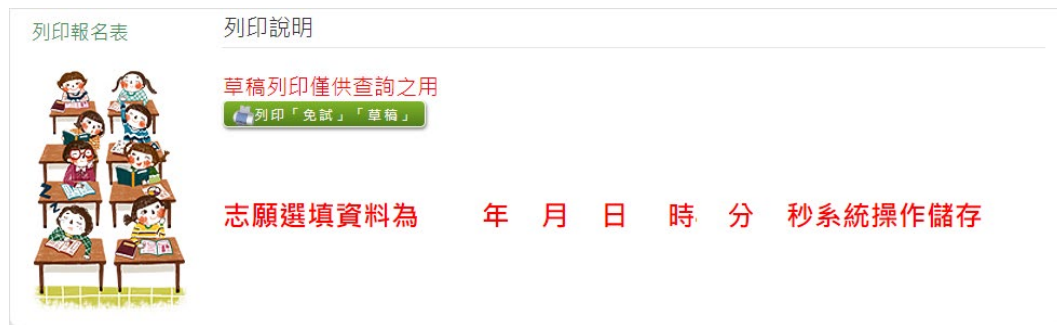 列印報名表
列印說明
草稿列印僅供查詢之用
列印「免試」「草稿」
志願選填資料為 年 月 日 時 分 秒系統操作儲存